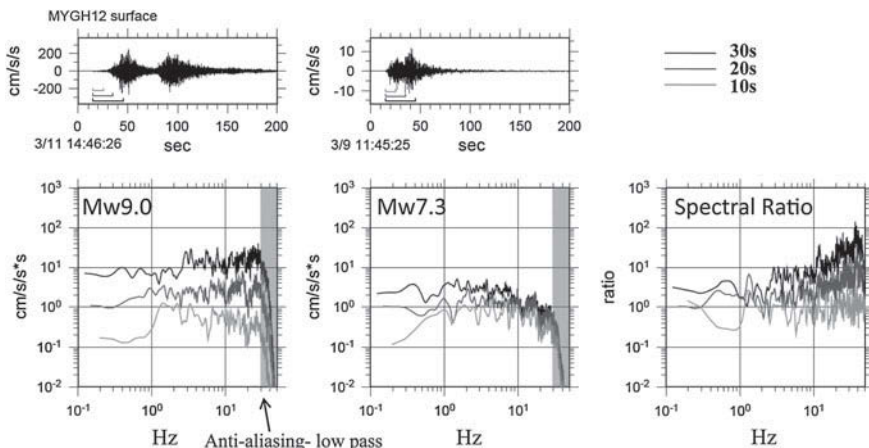 MYGH12 surface
cm/s/s
200
0
-200
0 50 100 150 200
3/11 14:46:26 sec
cm/s/s
10
0
-10
0 50 100 150 200
3/9 11:45:25 sec
30s
20s
10s
Mw9.0
cm/s/s*s
10³
10²
10¹
10⁰
10⁻¹
10⁻²
10⁻¹ 10⁰ 10¹
Hz
Anti-aliasing- low pass
Mw7.3
cm/s/s*s
10³
10²
10¹
10⁰
10⁻¹
10⁻²
10⁻¹ 10⁰ 10¹
Hz
Spectral Ratio
ratio
10³
10²
10¹
10⁰
10⁻¹
10⁻²
10⁻¹ 10⁰ 10¹
Hz